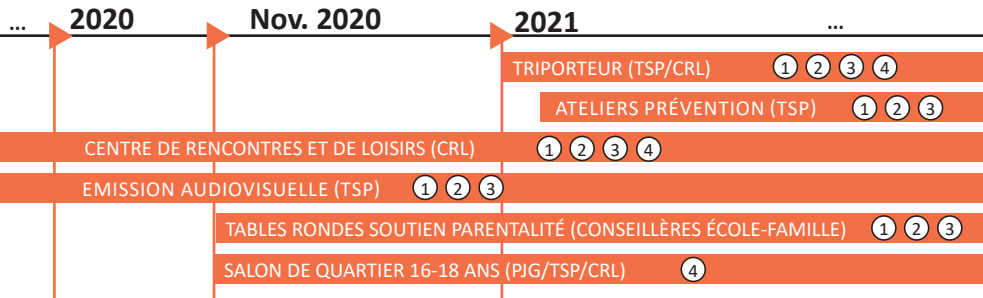 ... 2020 Nov. 2020 2021 ...
TRIPORTEUR (TSP/CRL) 1 2 3 4
ATELIERS PRÉVENTION (TSP) 1 2 3
CENTRE DE RENCONTRES ET DE LOISIRS (CRL) 1 2 3 4
EMISSION AUDIOVISUELLE (TSP) 1 2 3
TABLES RONDES SOUTIEN PARENTALITÉ (CONSEILLÈRES ÉCOLE-FAMILLE) 1 2 3
SALON DE QUARTIER 16-18 ANS (PJG/TSP/CRL) 4